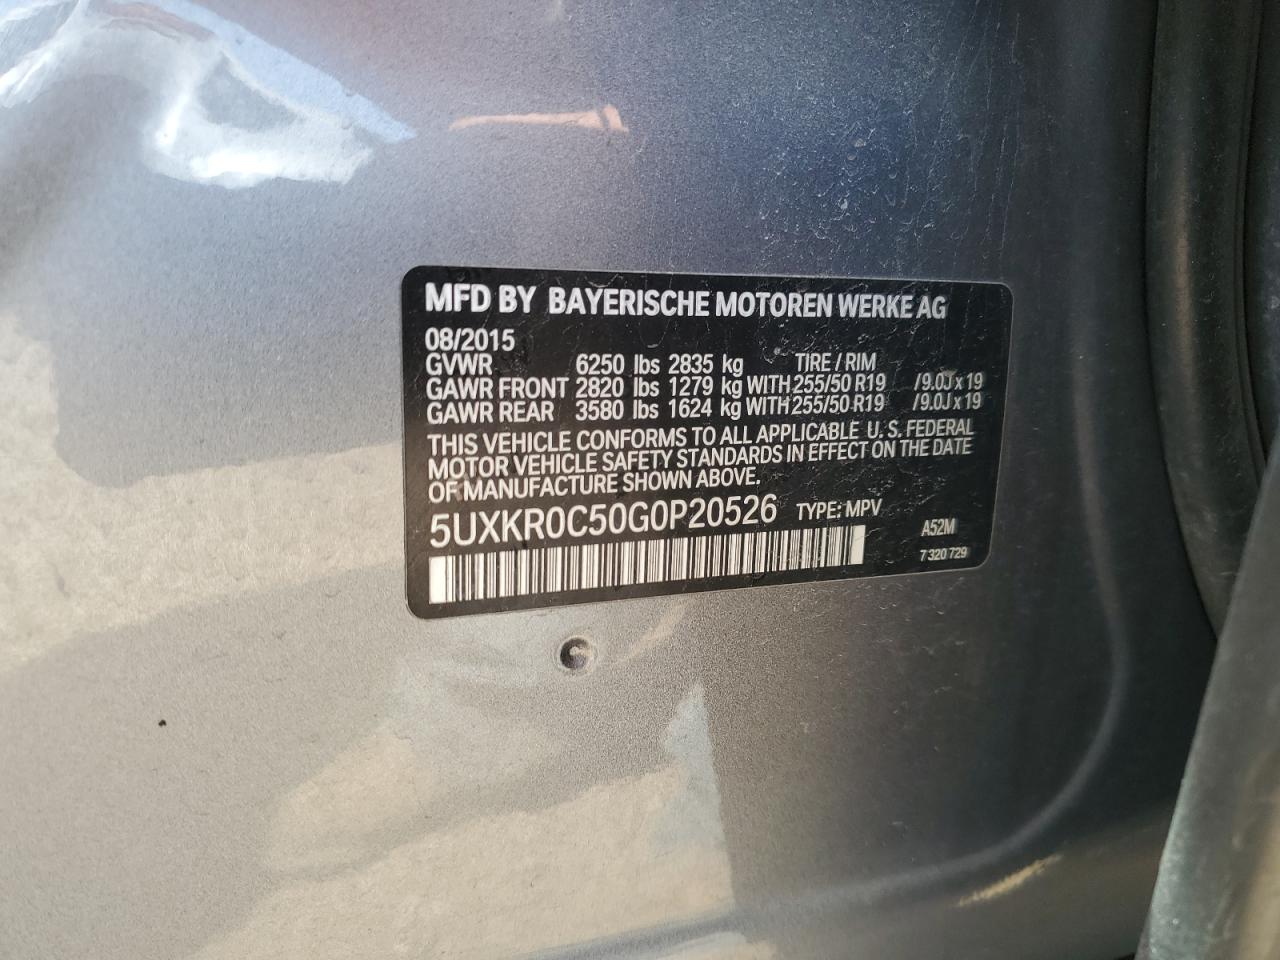 MFD BY BAYERISCHE MOTOREN WERKE AG
08/2015
GVWR 6250 lbs 2835 kg TIRE / RIM
GAWR FRONT 2820 lbs 1279 kg WITH 255/50 R19 /9.0J x 19
GAWR REAR 3580 lbs 1624 kg WITH 255/50 R19 /9.0J x 19
THIS VEHICLE CONFORMS TO ALL APPLICABLE U.S. FEDERAL
MOTOR VEHICLE SAFETY STANDARDS IN EFFECT ON THE DATE
OF MANUFACTURE SHOWN ABOVE.
5UXKR0C50G0P20526 TYPE: MPV
A52M
7 320 729